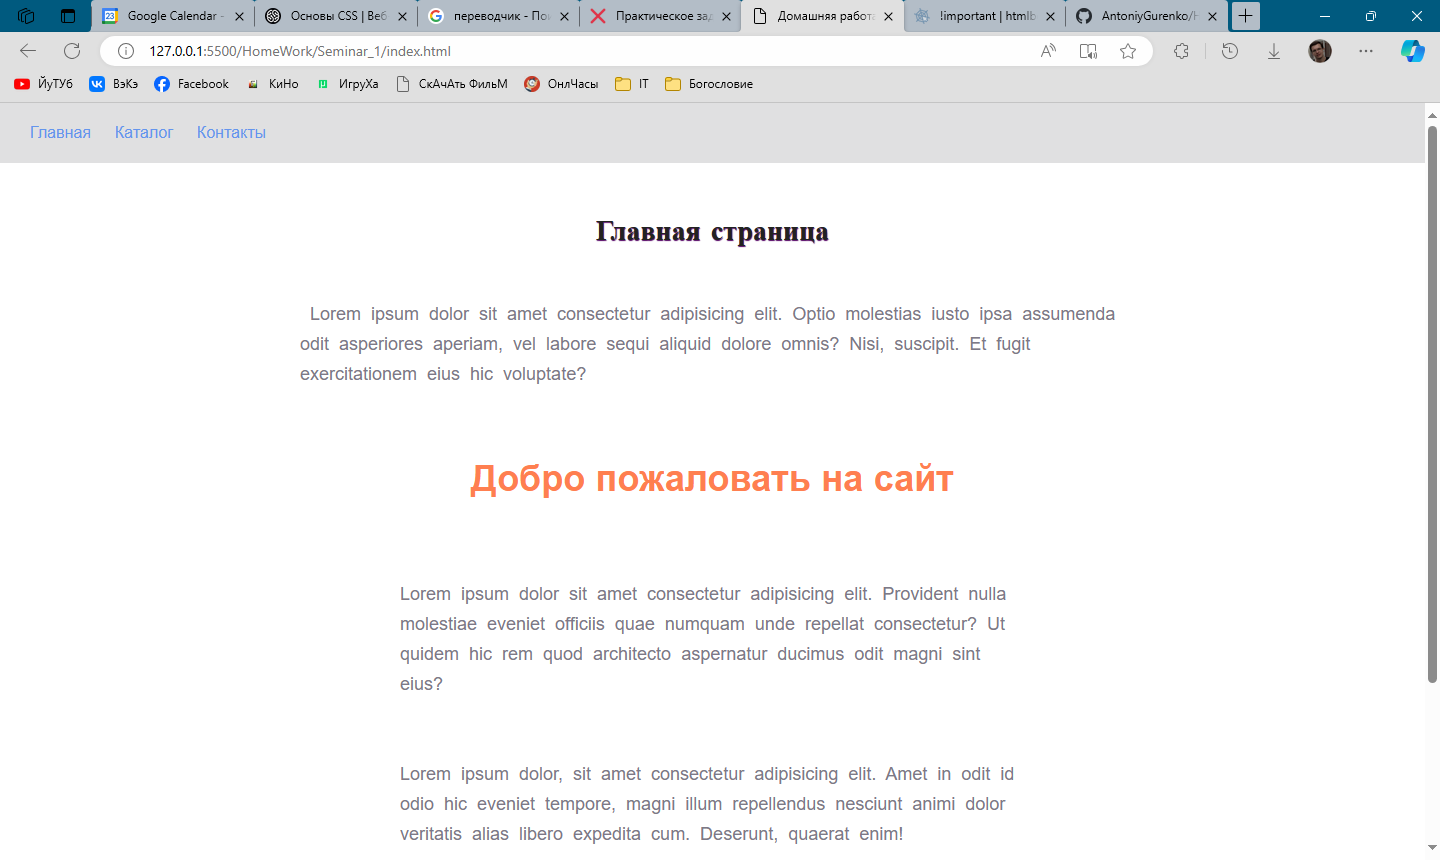 Google Calendar -
Основы CSS | Веб
переводчик - Пои
Практическое зад
Домашняя работа
!important | htmlb
AntoniyGurenko/H
127.0.0.1:5500/HomeWork/Seminar_1/index.html
ЙуТУб
ВэКэ
Facebook
КиНо
ИгруХа
СкАчАть ФильМ
ОнлЧасы
IT
Богословие
Главная Каталог Контакты
Главная страница
Lorem ipsum dolor sit amet consectetur adipisicing elit. Optio molestias iusto ipsa assumenda
odit asperiores aperiam, vel labore sequi aliquid dolore omnis? Nisi, suscipit. Et fugit
exercitationem eius hic voluptate?
Добро пожаловать на сайт
Lorem ipsum dolor sit amet consectetur adipisicing elit. Provident nulla
molestiae eveniet officiis quae numquam unde repellat consectetur? Ut
quidem hic rem quod architecto aspernatur ducimus odit magni sint
eius?
Lorem ipsum dolor, sit amet consectetur adipisicing elit. Amet in odit id
odio hic eveniet tempore, magni illum repellendus nesciunt animi dolor
veritatis alias libero expedita cum. Deserunt, quaerat enim!